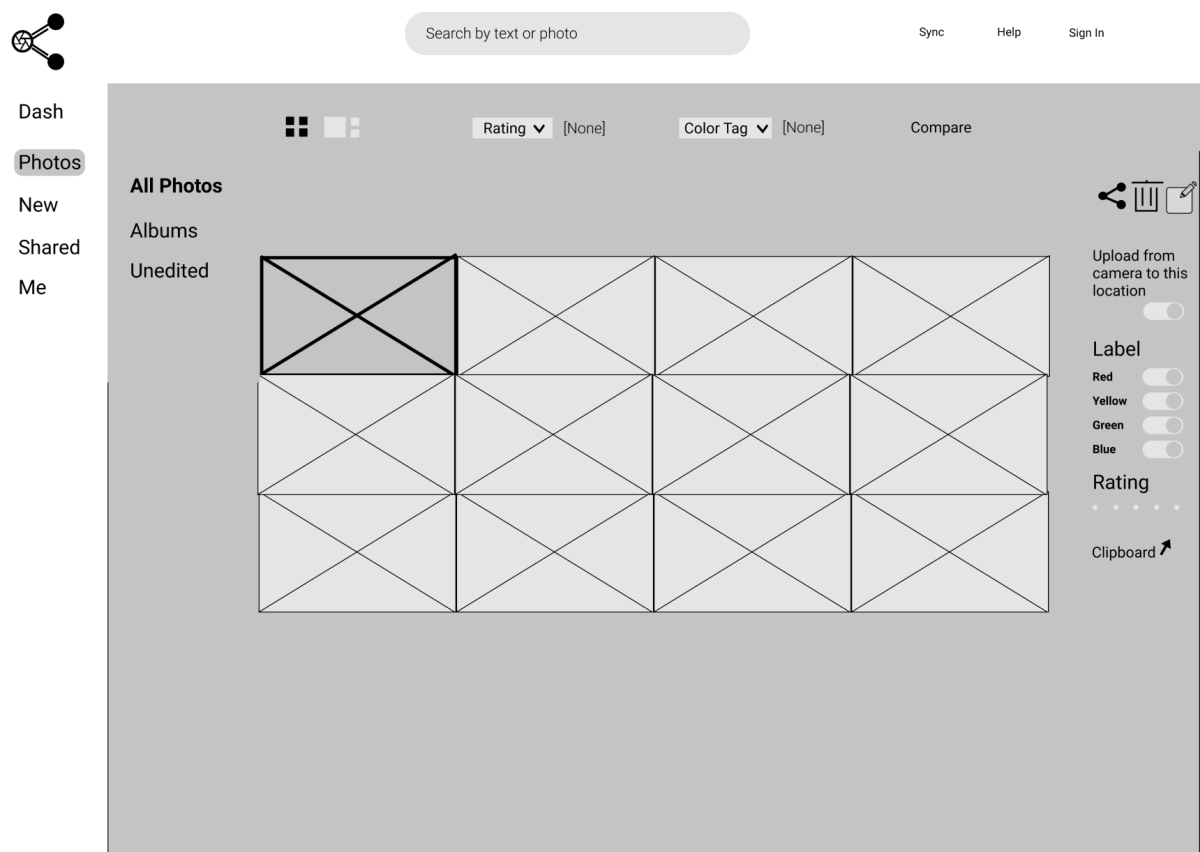 Search by text or photo
Sync
Help
Sign In
Dash
Photos
New
Shared
Me
Rating
[None]
Color Tag
[None]
Compare
All Photos
Albums
Unedited
Upload from
camera to this
location
Label
Red
Yellow
Green
Blue
Rating
Clipboard